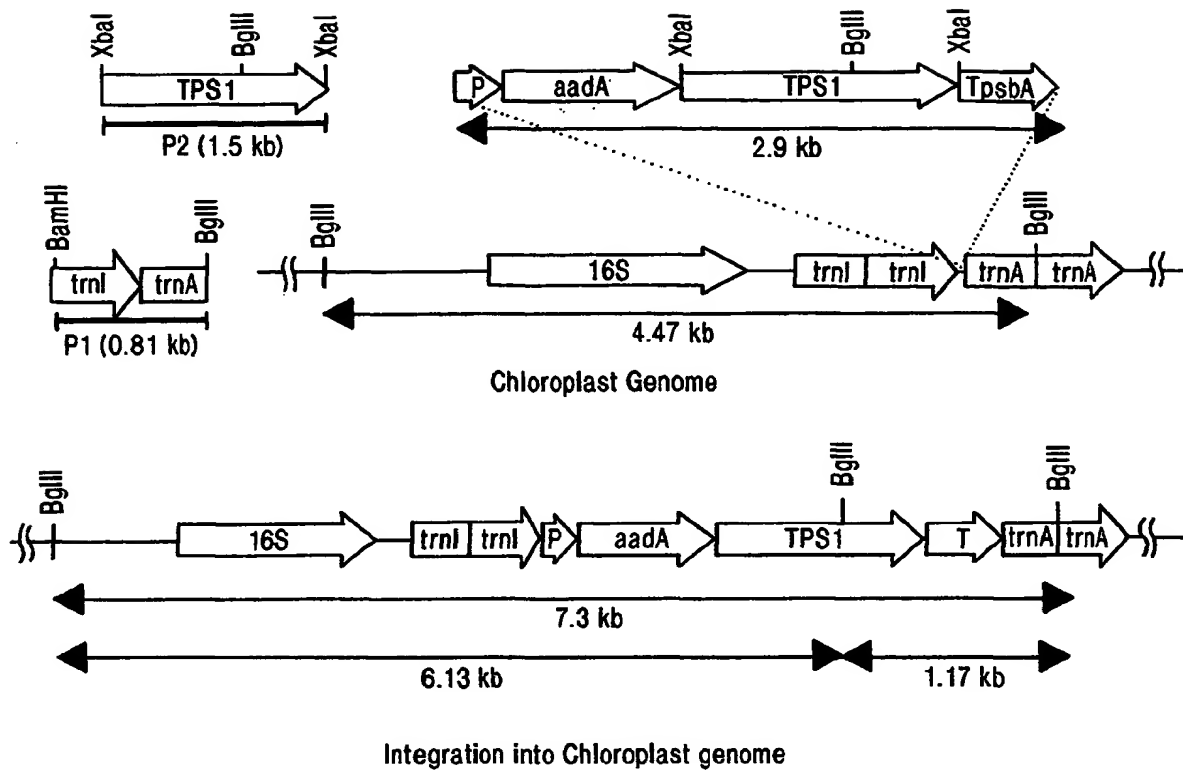 XbaI BglII XbaI
TPS1
P2 (1.5 kb)
XbaI BglII XbaI
P aadA TPS1 TpsbA
2.9 kb
BamHI BglII
trnI trnA
P1 (0.81 kb)
BglII BglII
16S trnI trnI trnA trnA
4.47 kb
Chloroplast Genome
BglII BglII BglII
16S trnI trnI P aadA TPS1 T trnA trnA
7.3 kb
6.13 kb 1.17 kb
Integration into Chloroplast genome